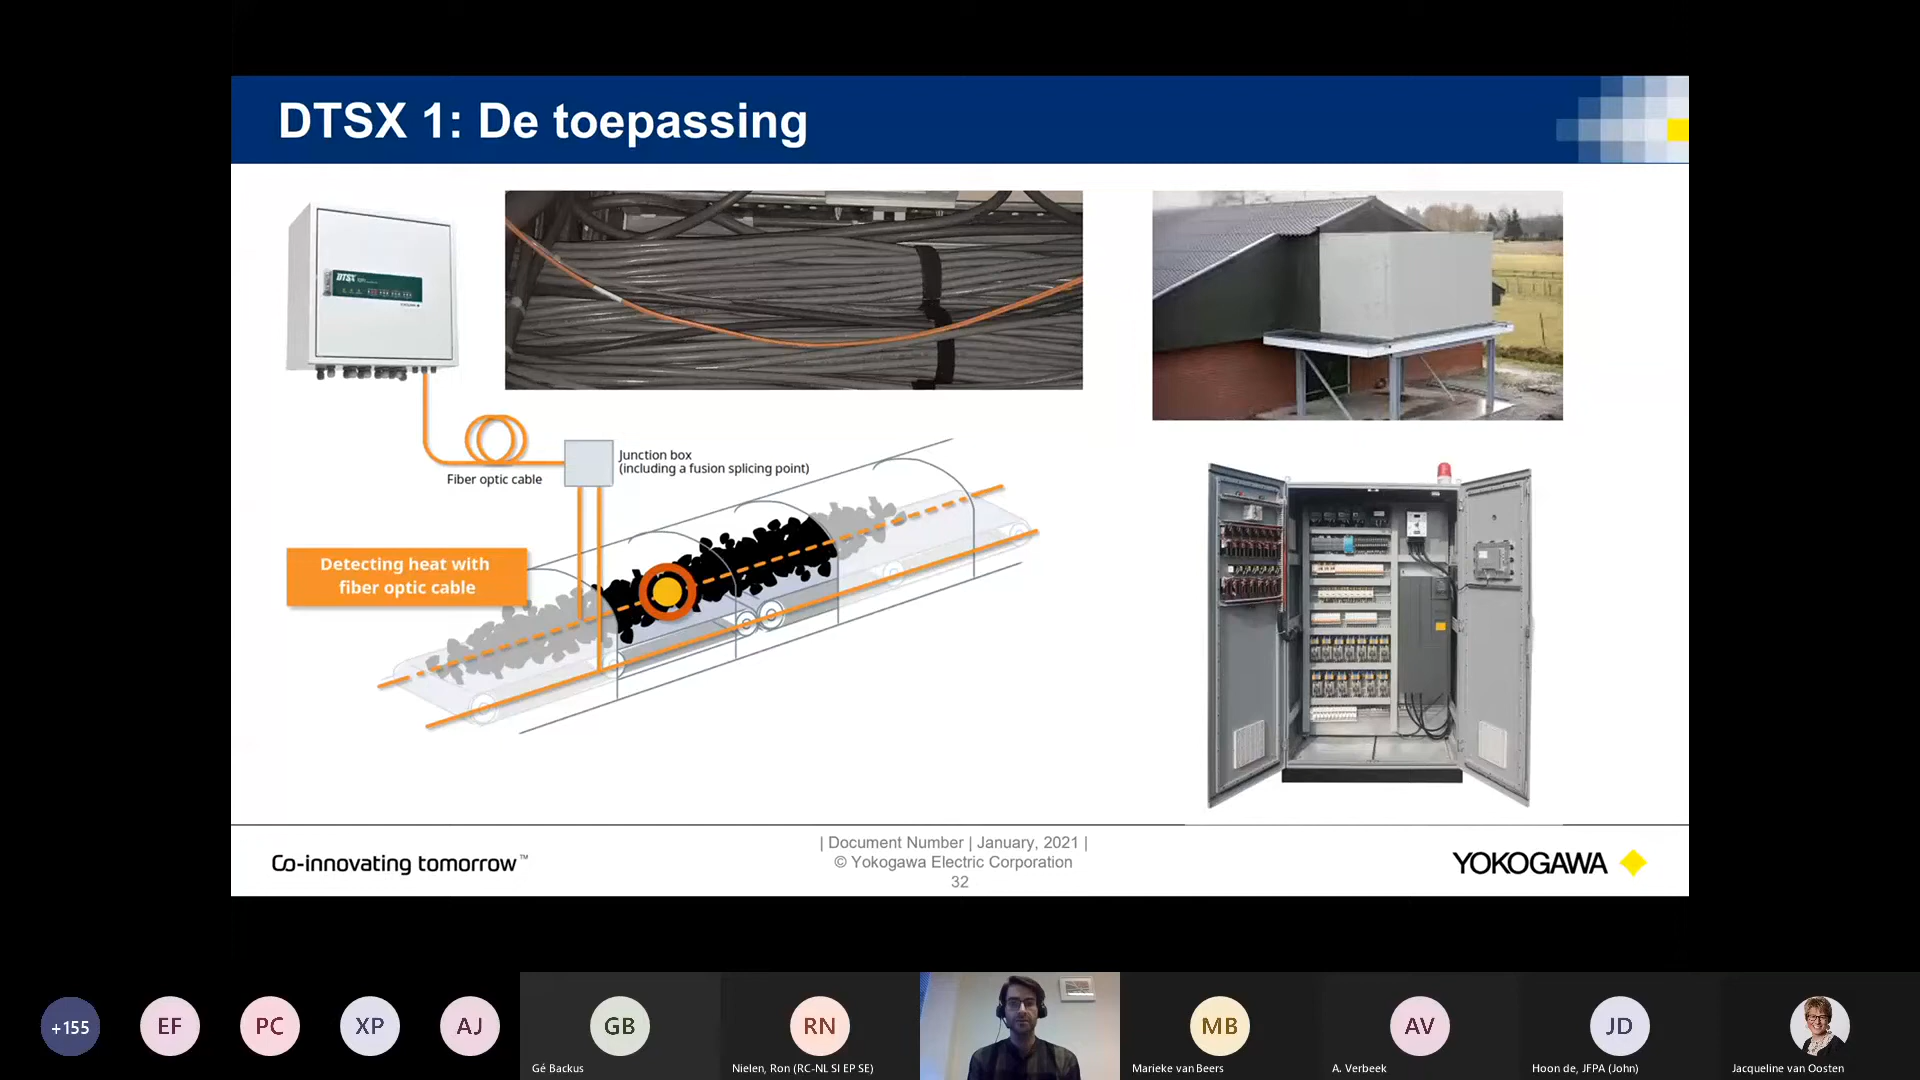 DTSX 1: De toepassing
DTSX
Fiber optic cable
Junction box
(including a fusion splicing point)
Detecting heat with
fiber optic cable
Co-innovating tomorrow™
| Document Number | January, 2021 |
© Yokogawa Electric Corporation
32
YOKOGAWA
+155
EF
PC
XP
AJ
GB
Gé Backus
RN
Nielen, Ron (RC-NL SI EP SE)
MB
Marieke van Beers
AV
A. Verbeek
JD
Hoon de, JFPA (John)
Jacqueline van Oosten